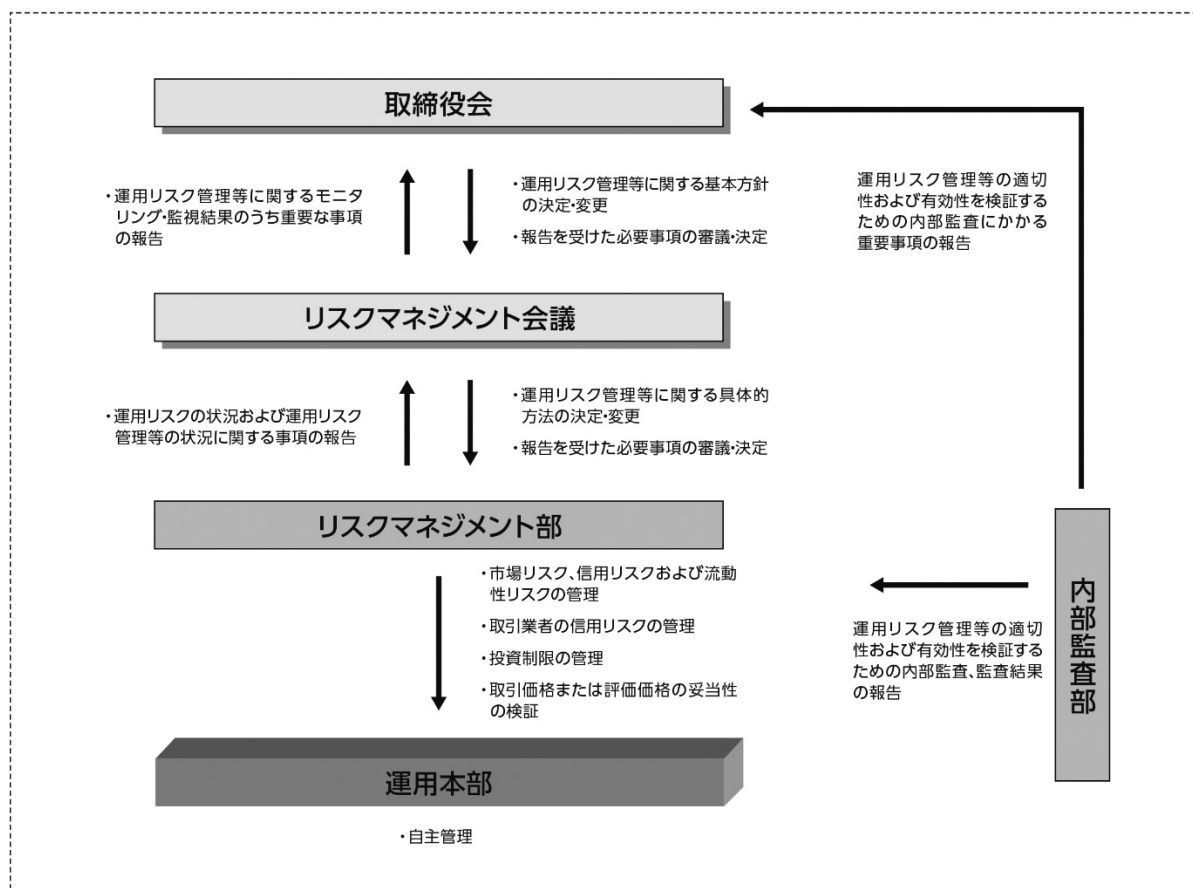 取締役会
・運用リスク管理等に関するモニタ
リング・監視結果のうち重要な事項
の報告
・運用リスク管理等に関する基本方針
の決定・変更
・報告を受けた必要事項の審議・決定
運用リスク管理等の適切
性および有効性を検証す
るための内部監査にかかる
重要事項の報告
リスクマネジメント会議
・運用リスクの状況および運用リスク
管理等の状況に関する事項の報告
・運用リスク管理等に関する具体的
方法の決定・変更
・報告を受けた必要事項の審議・決定
リスクマネジメント部
・市場リスク、信用リスクおよび流動
性リスクの管理
・取引業者の信用リスクの管理
・投資制限の管理
・取引価格または評価価格の妥当性
の検証
運用リスク管理等の適切
性および有効性を検証する
ための内部監査、監査結果
の報告
内部監査部
運用本部
・自主管理